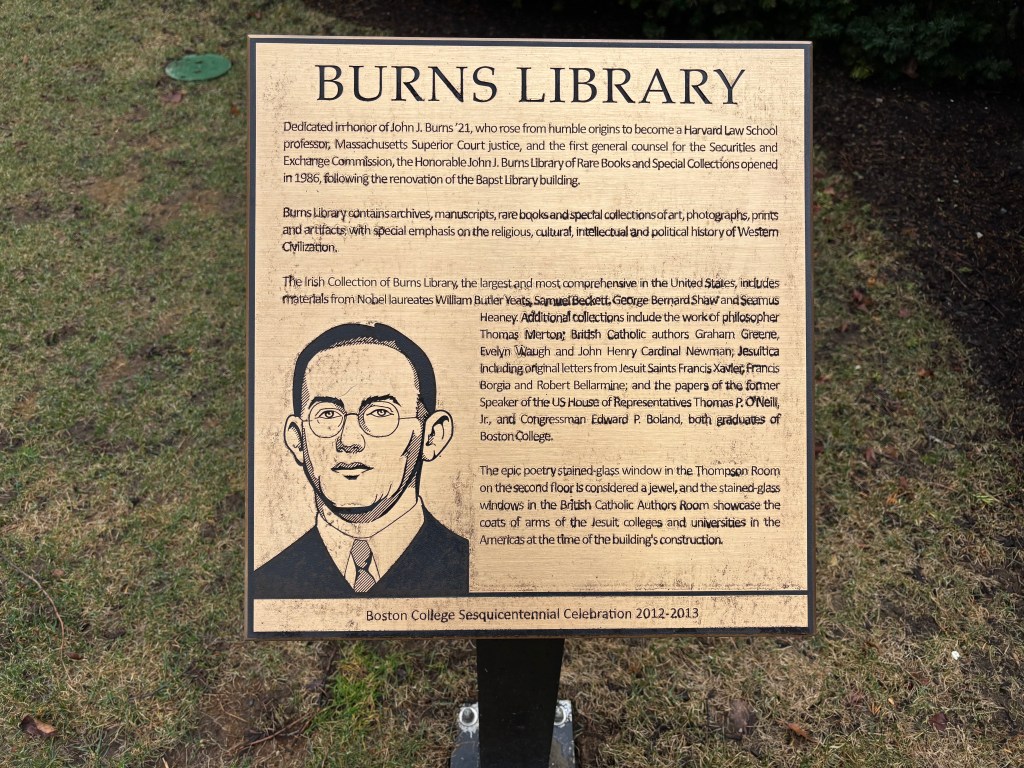 BURNS LIBRARY
Dedicated in honor of John J. Burns '21, who rose from humble origins to become a Harvard Law School
professor, Massachusetts Superior Court justice, and the first general counsel for the Securities and
Exchange Commission, the Honorable John J. Burns Library of Rare Books and Special Collections opened
in 1986, following the renovation of the Bapst Library building.
Burns Library contains archives, manuscripts, rare books and special collections of art, photographs, prints
and artifacts, with special emphasis on the religious, cultural, intellectual and political history of Western
Civilization.
The Irish Collection of Burns Library, the largest and most comprehensive in the United States, includes
materials from Nobel laureates William Butler Yeats, Samuel Beckett, George Bernard Shaw and Seamus
Heaney. Additional collections include the work of philosopher
Thomas Merton; British Catholic authors Graham Greene,
Evelyn Waugh and John Henry Cardinal Newman; Jesuitica
including original letters from Jesuit Saints Francis Xavier, Francis
Borgia and Robert Bellarmine; and the papers of the former
Speaker of the US House of Representatives Thomas P. O'Neill,
Jr., and Congressman Edward P. Boland, both graduates of
Boston College.
The epic poetry stained-glass window in the Thompson Room
on the second floor is considered a jewel, and the stained-glass
windows in the British Catholic Authors Room showcase the
coats of arms of the Jesuit colleges and universities in the
Americas at the time of the building's construction.
Boston College Sesquicentennial Celebration 2012-2013